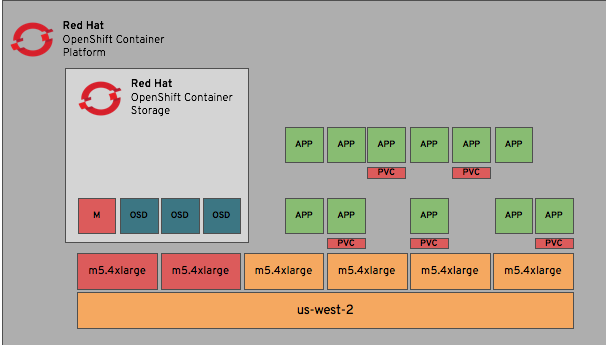 Red Hat
OpenShift Container
Platform
Red Hat
OpenShift Container
Storage
APP APP APP APP APP APP
PVC PVC
M OSD OSD OSD APP APP APP APP APP
PVC PVC PVC
m5.4xlarge m5.4xlarge m5.4xlarge m5.4xlarge m5.4xlarge m5.4xlarge
us-west-2